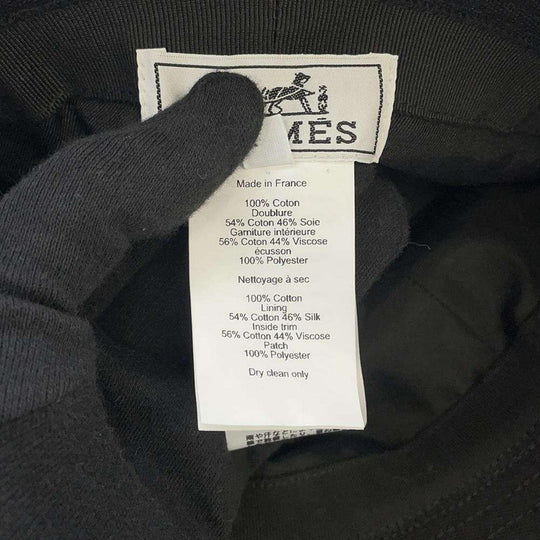 MÈS
Made in France
100% Coton
Doublure
54% Coton 46% Soie
Garniture intérieure
56% Coton 44% Viscose
écusson
100% Polyester
Nettoyage à sec
100% Cotton
Lining
54% Cotton 46% Silk
Inside trim
56% Cotton 44% Viscose
Patch
100% Polyester
Dry clean only